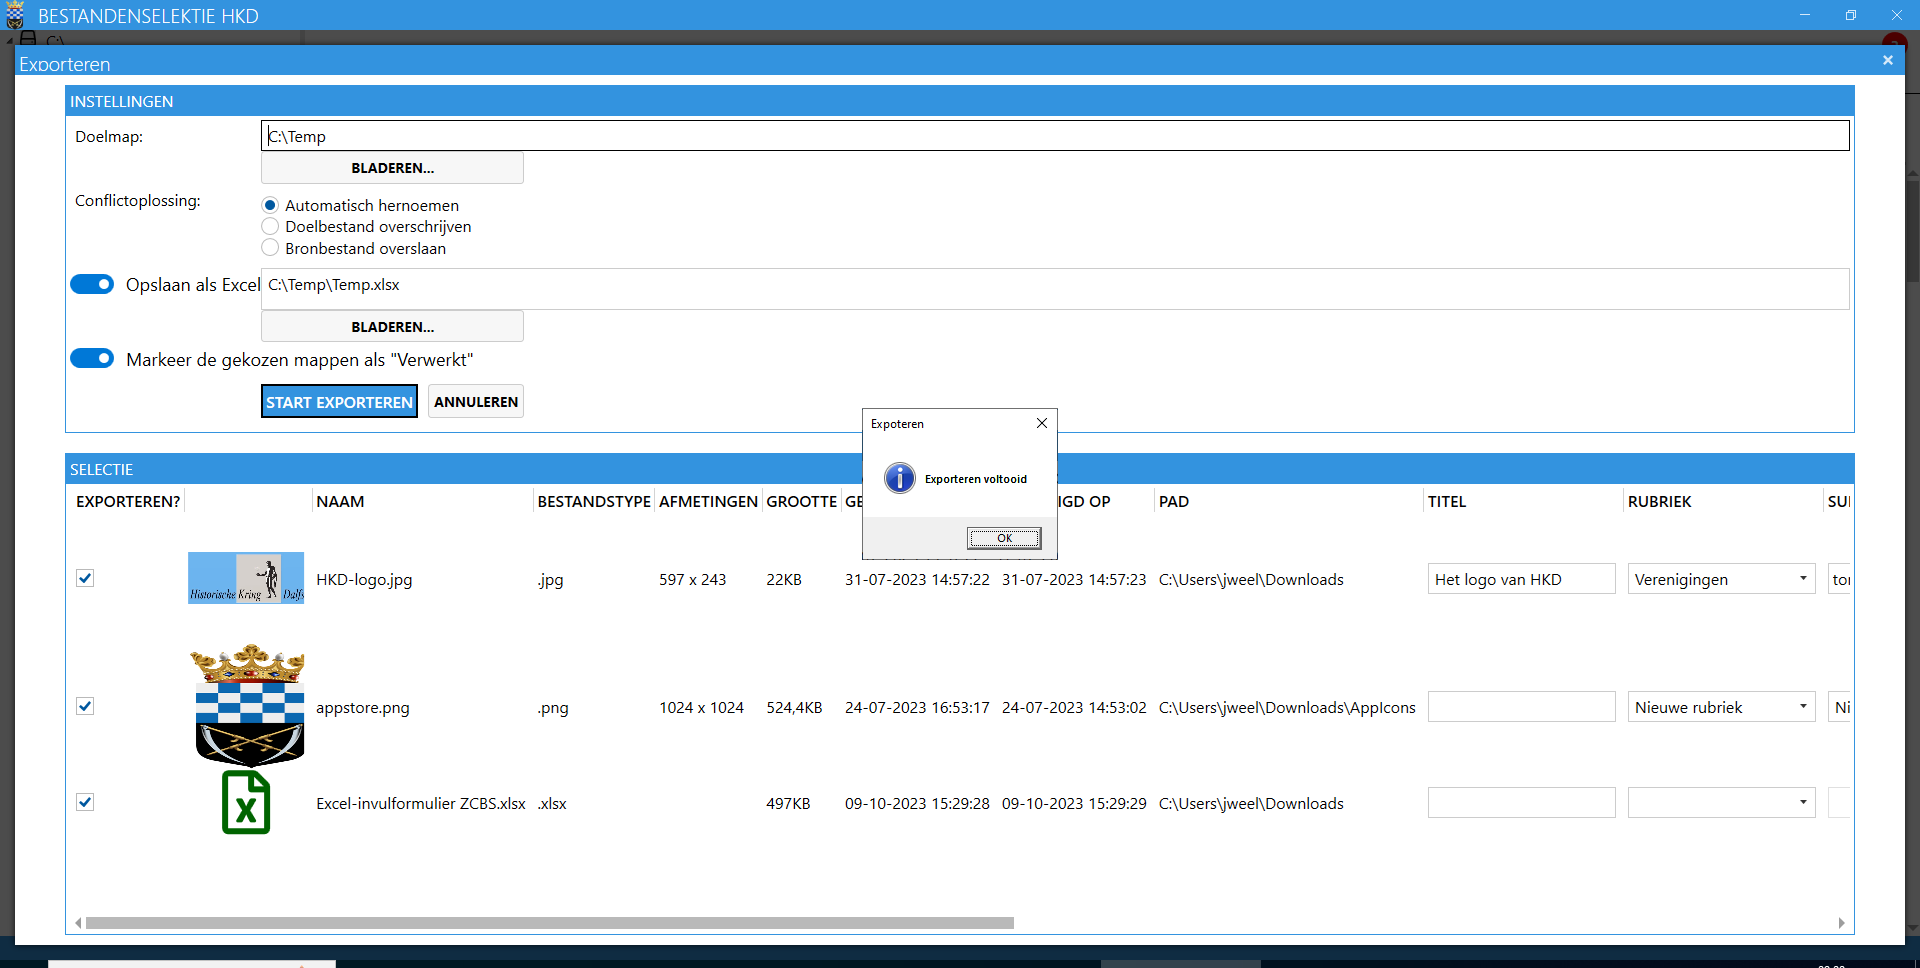 BESTANDENSELEKTIE HKD
C:\
Exporteren
INSTELLINGEN
Doelmap:
C:\Temp
BLADEREN...
Conflictoplossing:
Automatisch hernoemen
Doelbestand overschrijven
Bronbestand overslaan
Opslaan als Excel
C:\Temp\Temp.xlsx
BLADEREN...
Markeer de gekozen mappen als "Verwerkt"
START EXPORTEREN
ANNULEREN
Expoteren
Exporteren voltooid
OK
SELECTIE
EXPORTEREN? NAAM BESTANDSTYPE AFMETINGEN GROOTTE GE IGD OP PAD TITEL RUBRIEK SUI
Historische Kring Dalfs
HKD-logo.jpg .jpg 597 x 243 22KB 31-07-2023 14:57:22 31-07-2023 14:57:23 C:\Users\jweel\Downloads Het logo van HKD Verenigingen tor
appstore.png .png 1024 x 1024 524,4KB 24-07-2023 16:53:17 24-07-2023 14:53:02 C:\Users\jweel\Downloads\AppIcons Nieuwe rubriek Ni
X
Excel-invulformulier ZCBS.xlsx .xlsx 497KB 09-10-2023 15:29:28 09-10-2023 15:29:29 C:\Users\jweel\Downloads